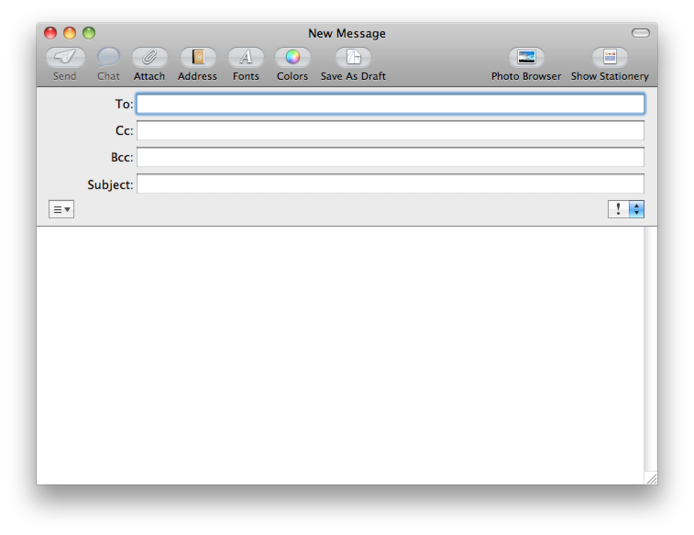 New Message
Send Chat Attach Address Fonts Colors Save As Draft Photo Browser Show Stationery
To:
Cc:
Bcc:
Subject:
!